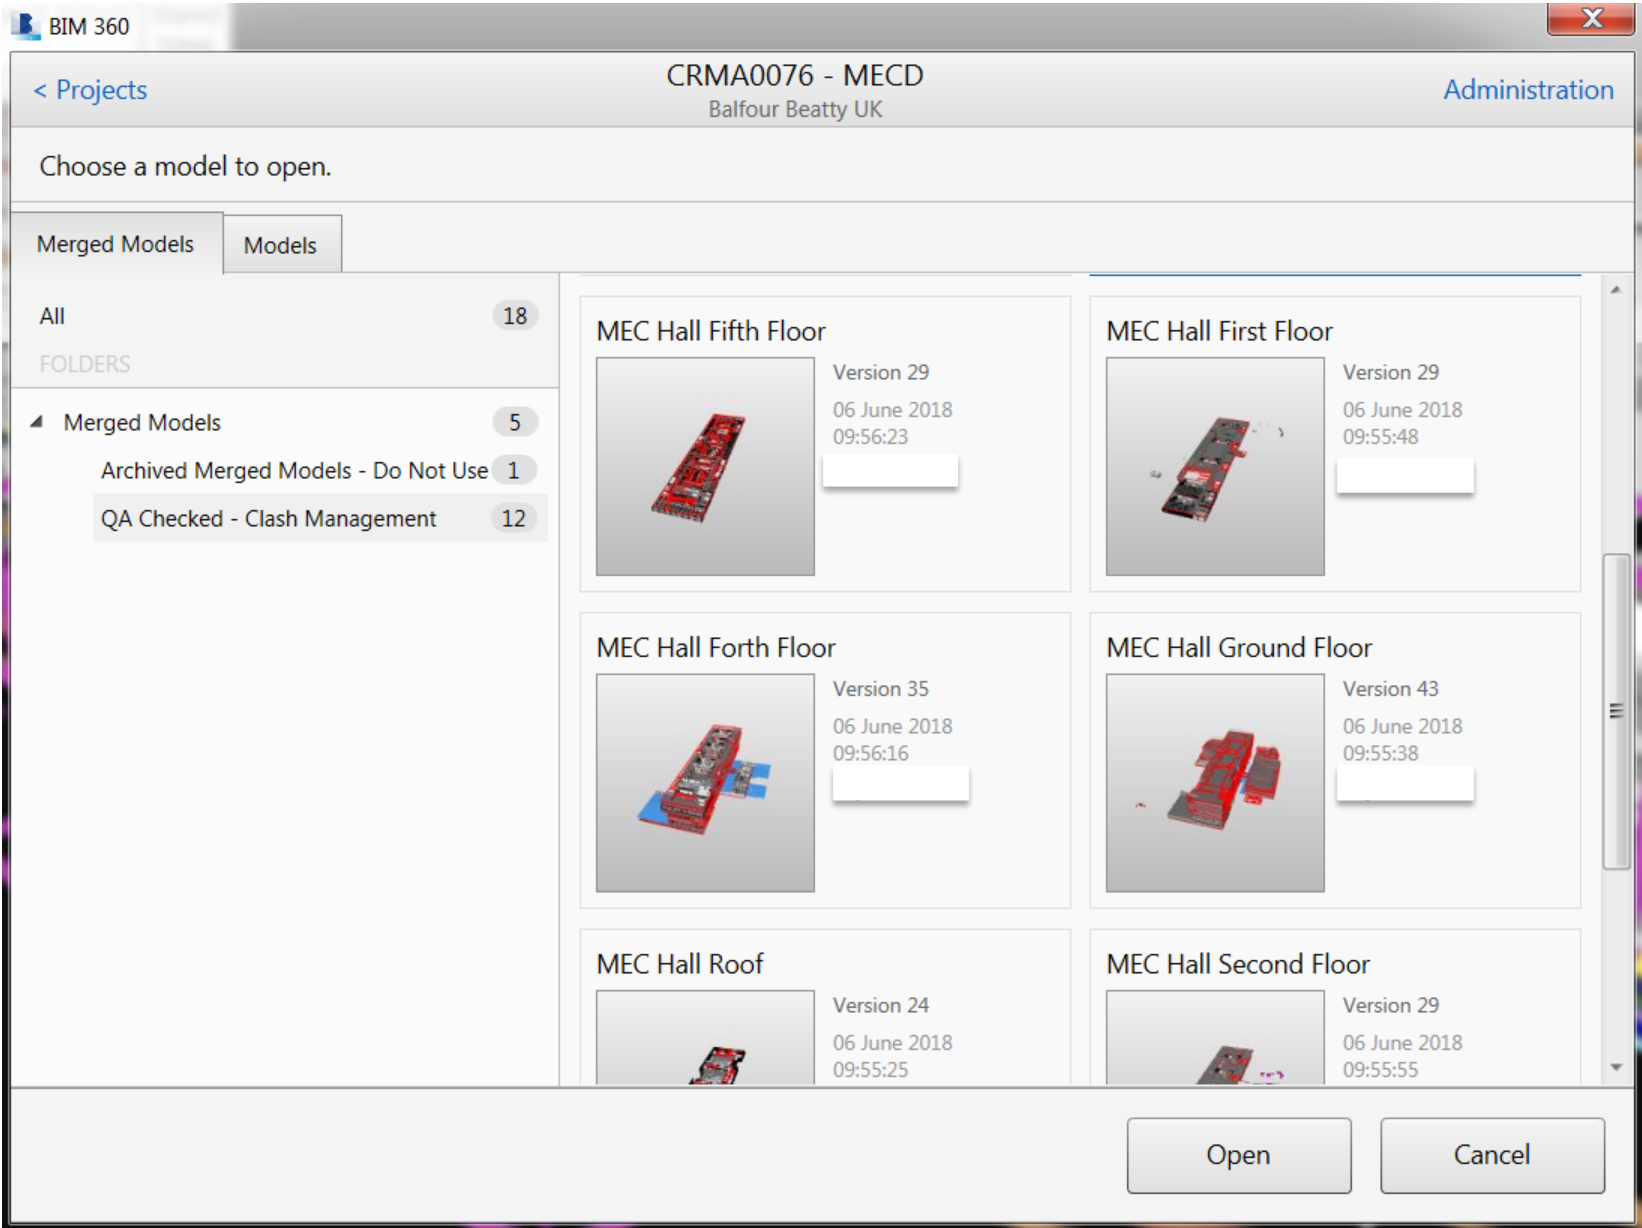 BIM 360
< Projects
CRMA0076 - MECD
Balfour Beatty UK
Administration
Choose a model to open.
Merged Models
Models
All
18
FOLDERS
Merged Models
5
Archived Merged Models - Do Not Use
1
QA Checked - Clash Management
12
MEC Hall Fifth Floor
Version 29
06 June 2018
09:56:23
MEC Hall First Floor
Version 29
06 June 2018
09:55:48
MEC Hall Forth Floor
Version 35
06 June 2018
09:56:16
MEC Hall Ground Floor
Version 43
06 June 2018
09:55:38
MEC Hall Roof
Version 24
06 June 2018
09:55:25
MEC Hall Second Floor
Version 29
06 June 2018
09:55:55
Open
Cancel